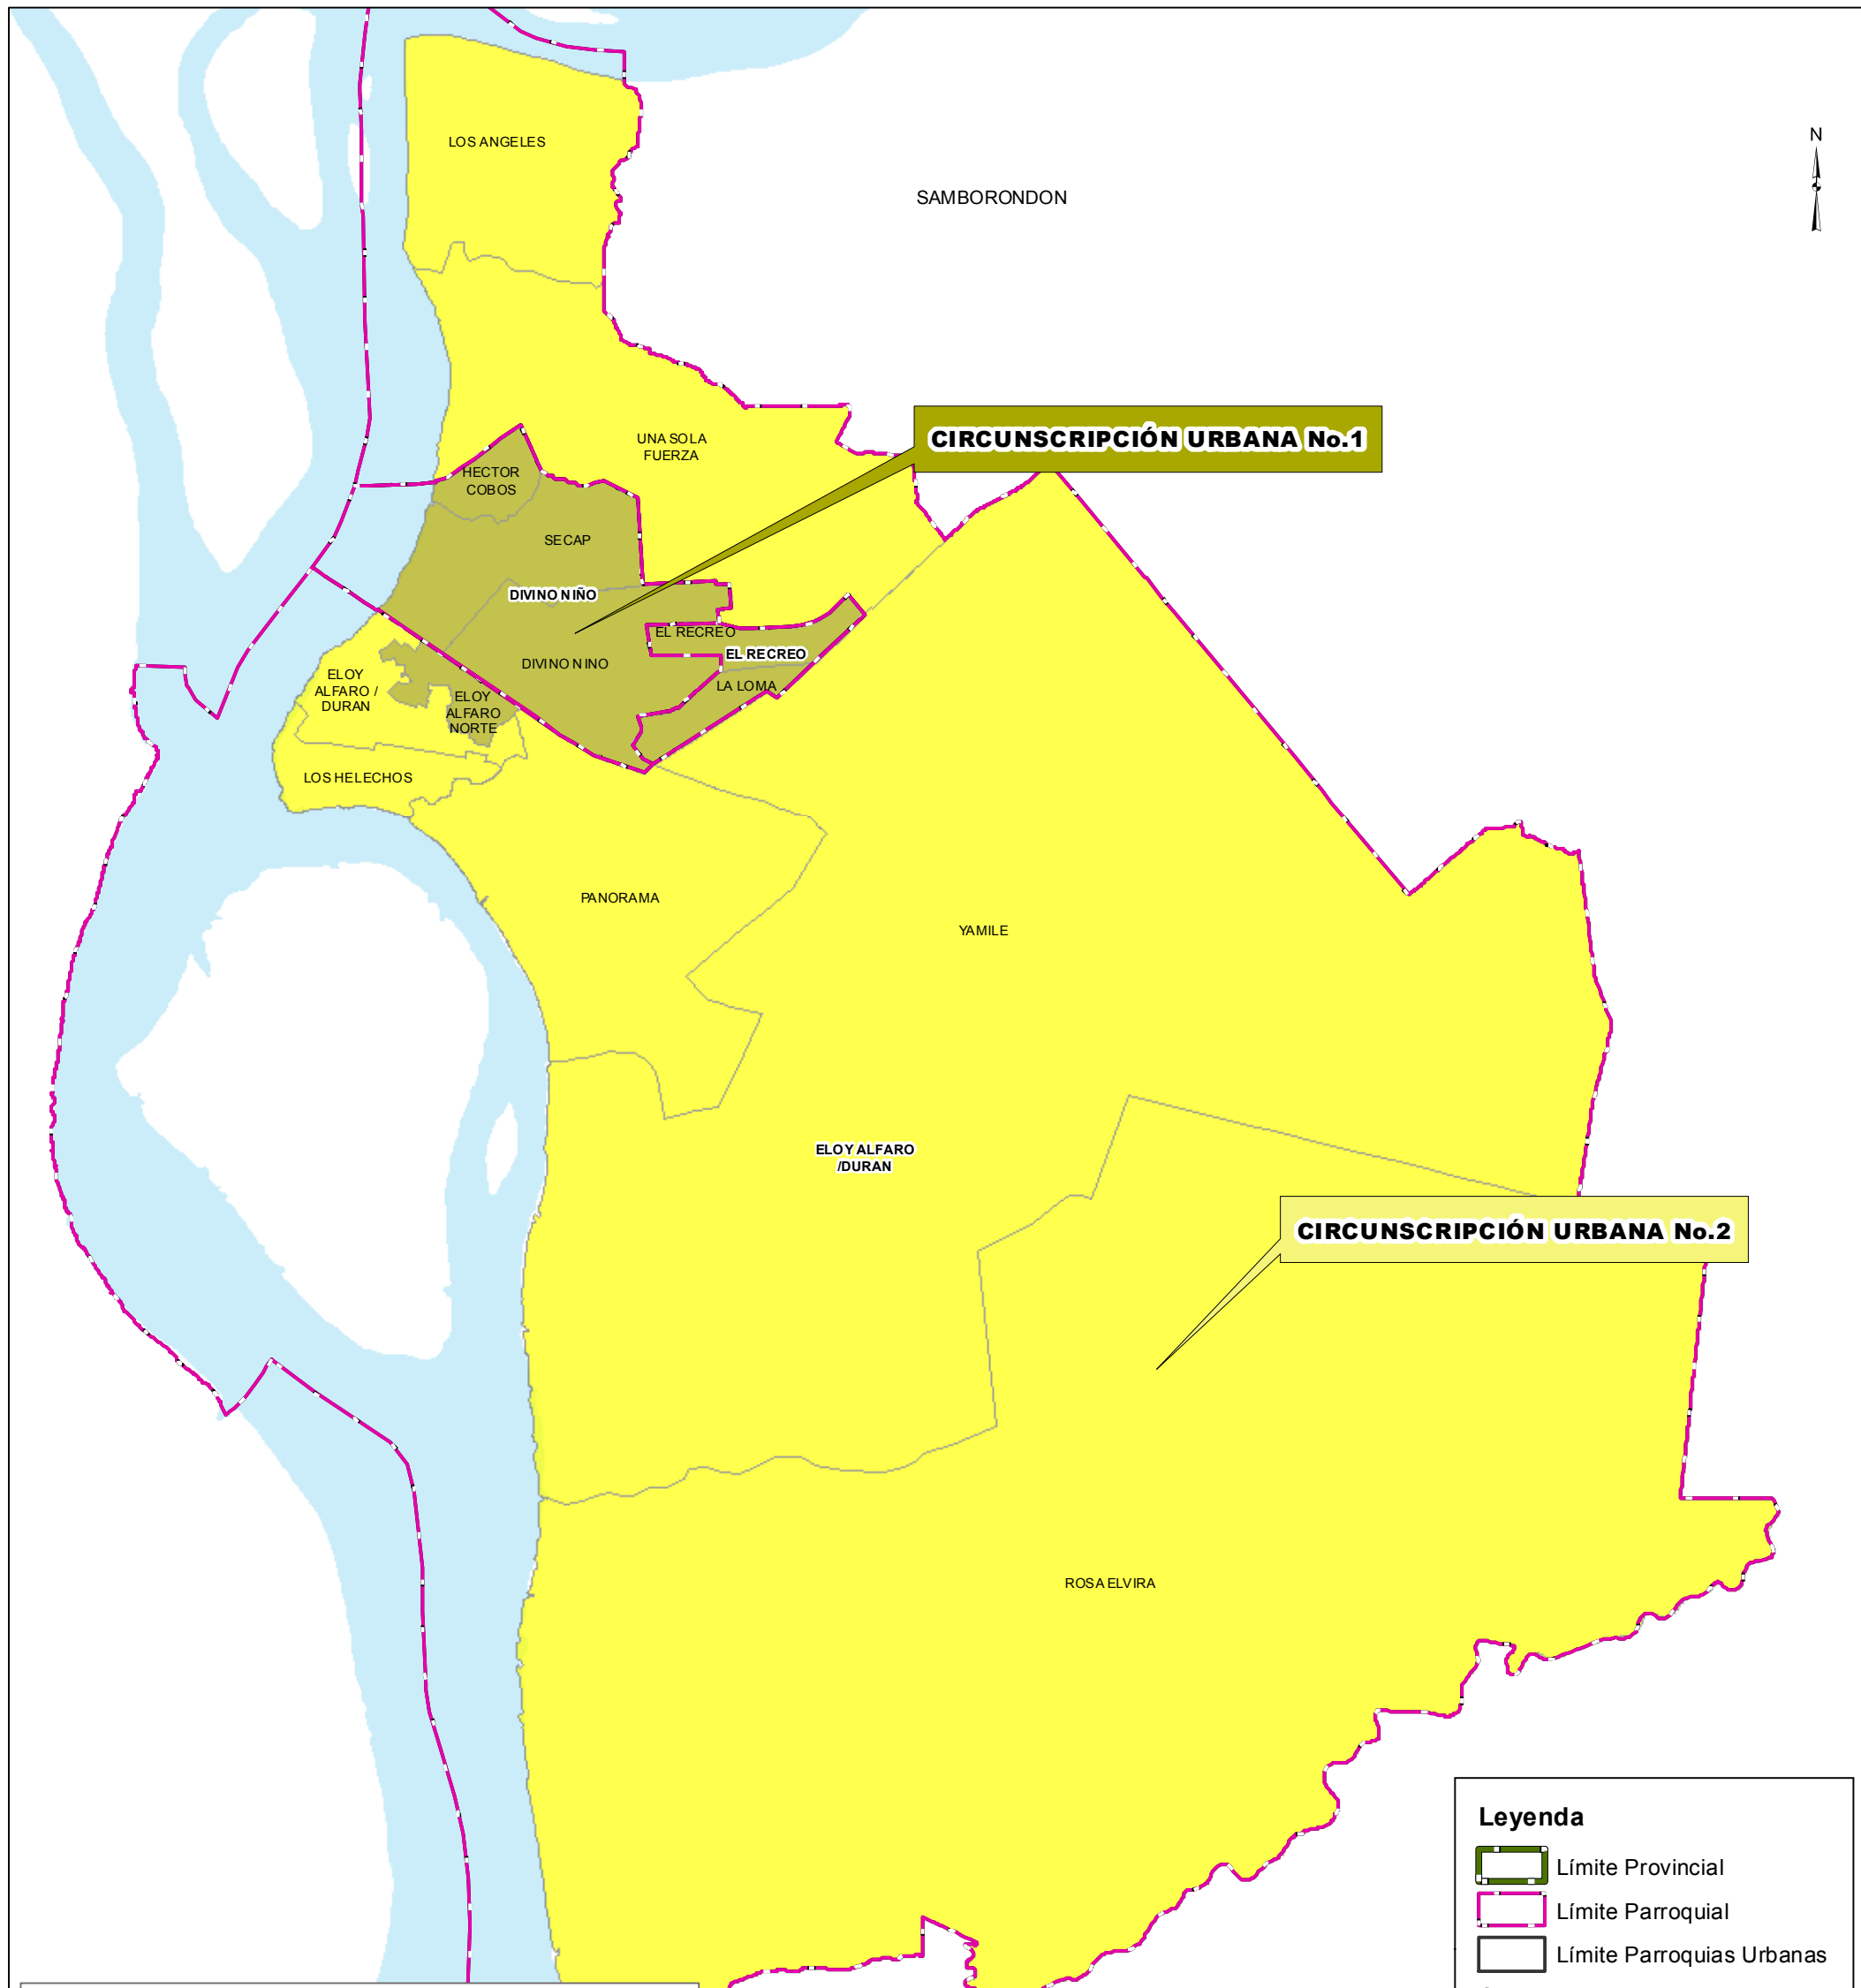 LOS ANGELES
N
SAMBORONDON
CIRCUNSCRIPCIÓN URBANA No.1
UNA SOLA
FUERZA
HECTOR
COBOS
SECAP
DIVINO NIÑO
EL RECREO
EL RECREO
DIVINO NINO
LA LOMA
ELOY
ALFARO /
DURAN
ELOY
ALFARO
NORTE
LOS HELECHOS
PANORAMA
YAMILE
ELOY ALFARO
/DURAN
CIRCUNSCRIPCIÓN URBANA No.2
ROSA ELVIRA
Leyenda
Límite Provincial
Límite Parroquial
Límite Parroquias Urbanas